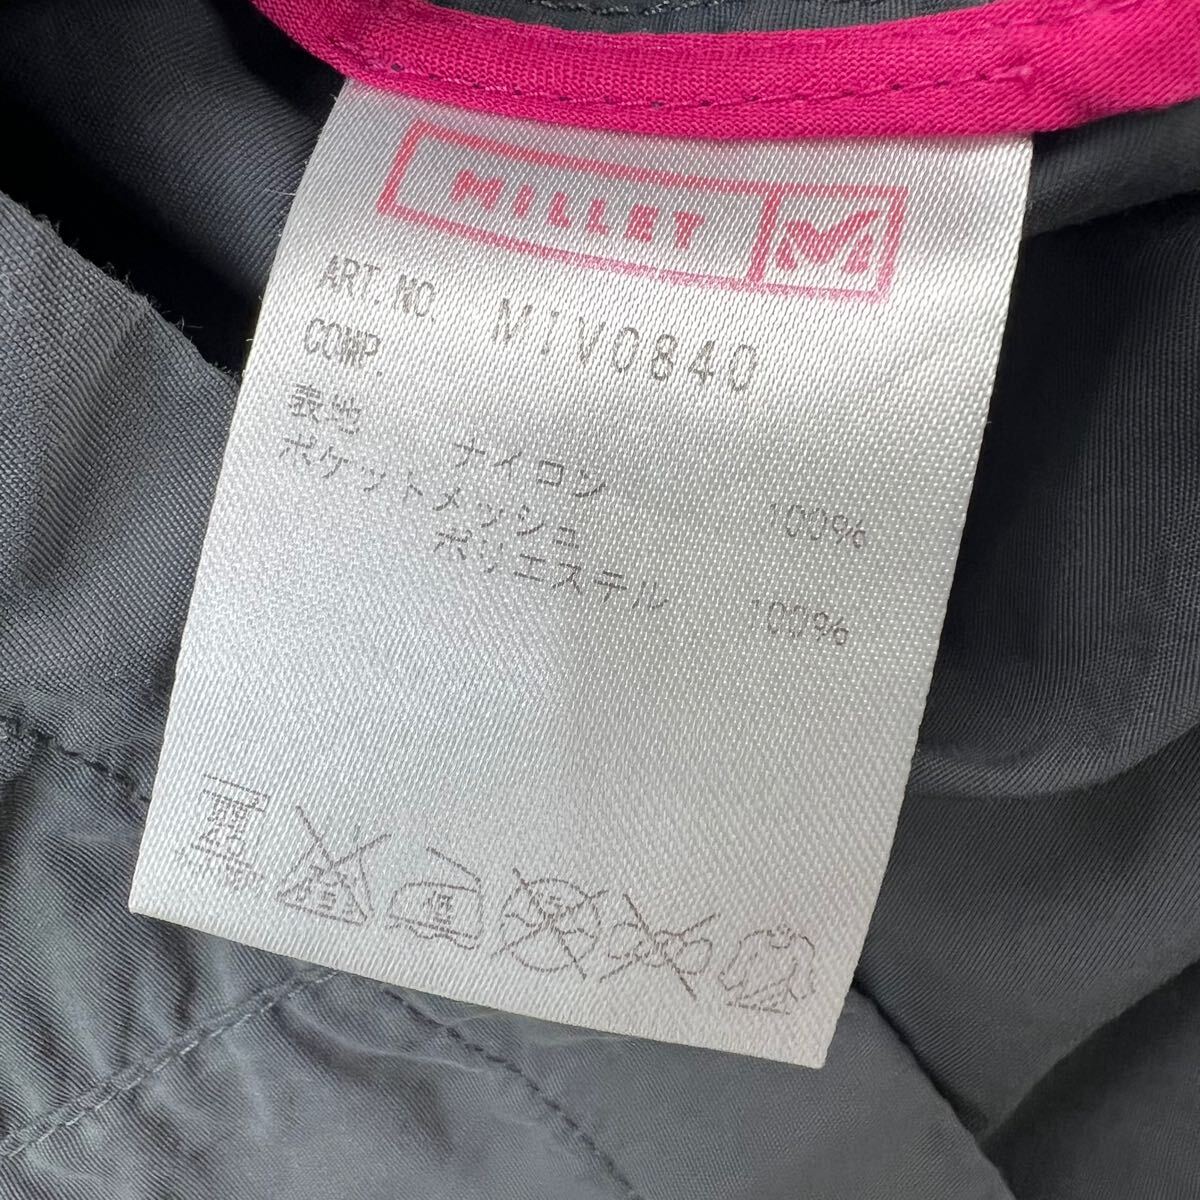 MILLET
ART. NO. MIV0840
COMP.
表地 ナイロン 100%
ポケットメッシュ
ポリエステル 100%